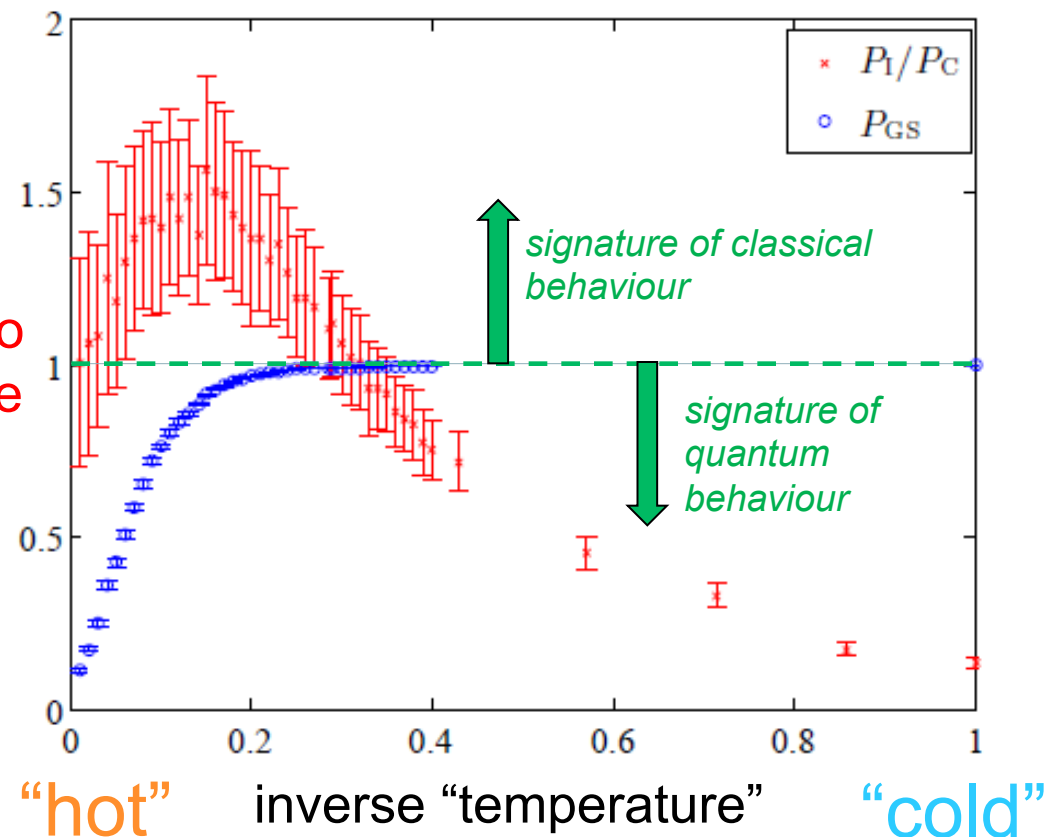 2
1.5
1
0.5
0
0
0.2
0.4
0.6
0.8
1
P_I/P_C
P_GS
signature of classical
behaviour
signature of
quantum
behaviour
“hot”
inverse “temperature”
“cold”